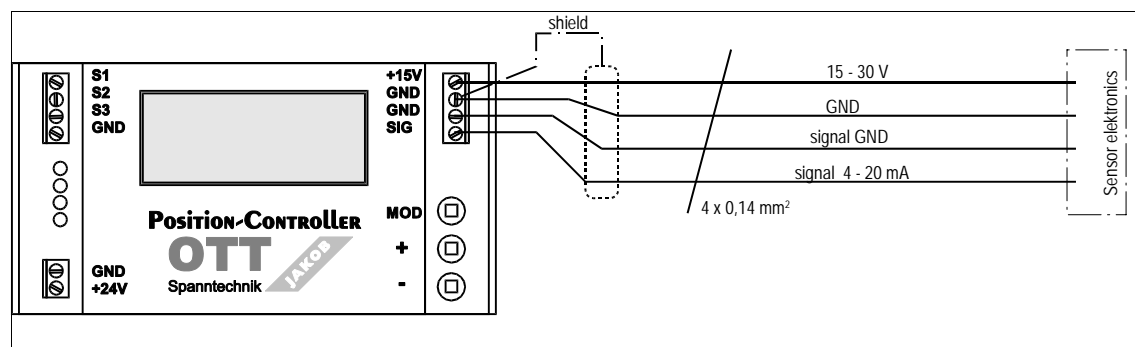 shield
S1
S2
S3
GND
+15V
GND
GND
SIG
15 - 30 V
GND
signal GND
signal 4 - 20 mA
4 x 0,14 mm²
Sensor elektronics
MOD
+
-
Position-Controller
OTT
JAKOB
Spanntechnik
GND
+24V